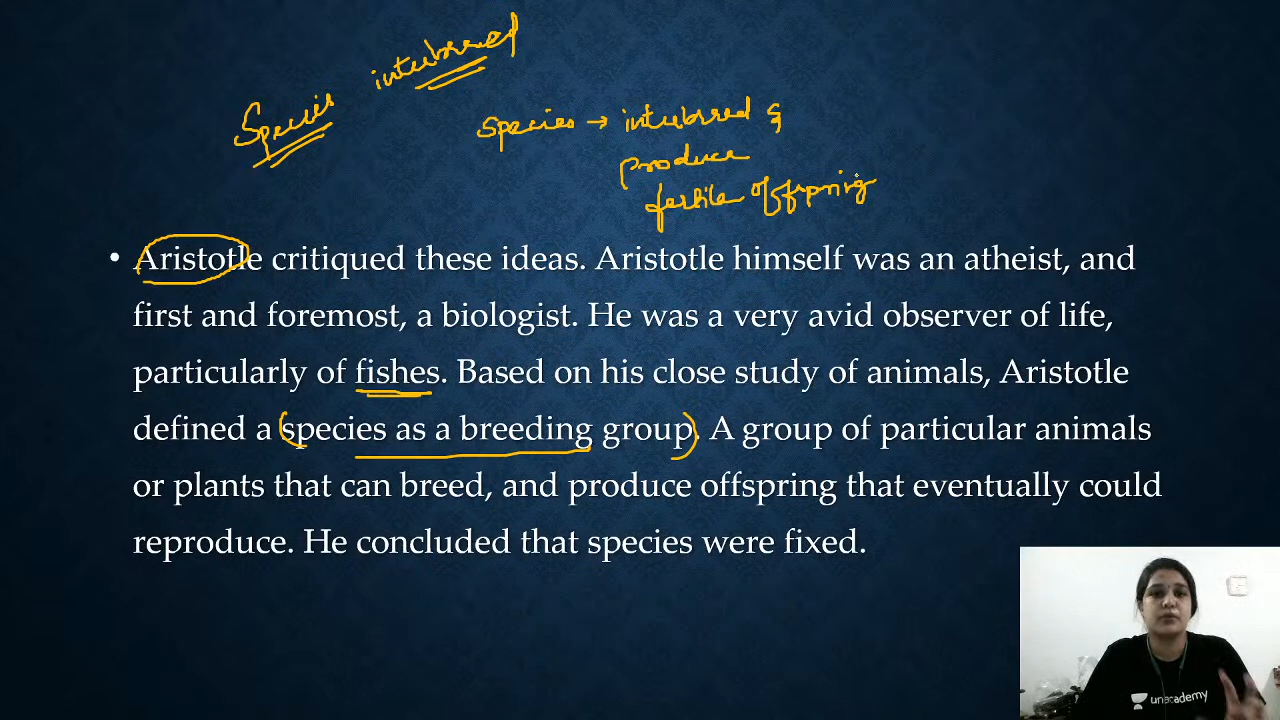 Species interbreed
Species → interbreed &
produce
fertile offspring
• Aristotle critiqued these ideas. Aristotle himself was an atheist, and
first and foremost, a biologist. He was a very avid observer of life,
particularly of fishes. Based on his close study of animals, Aristotle
defined a species as a breeding group. A group of particular animals
or plants that can breed, and produce offspring that eventually could
reproduce. He concluded that species were fixed.
unacademy